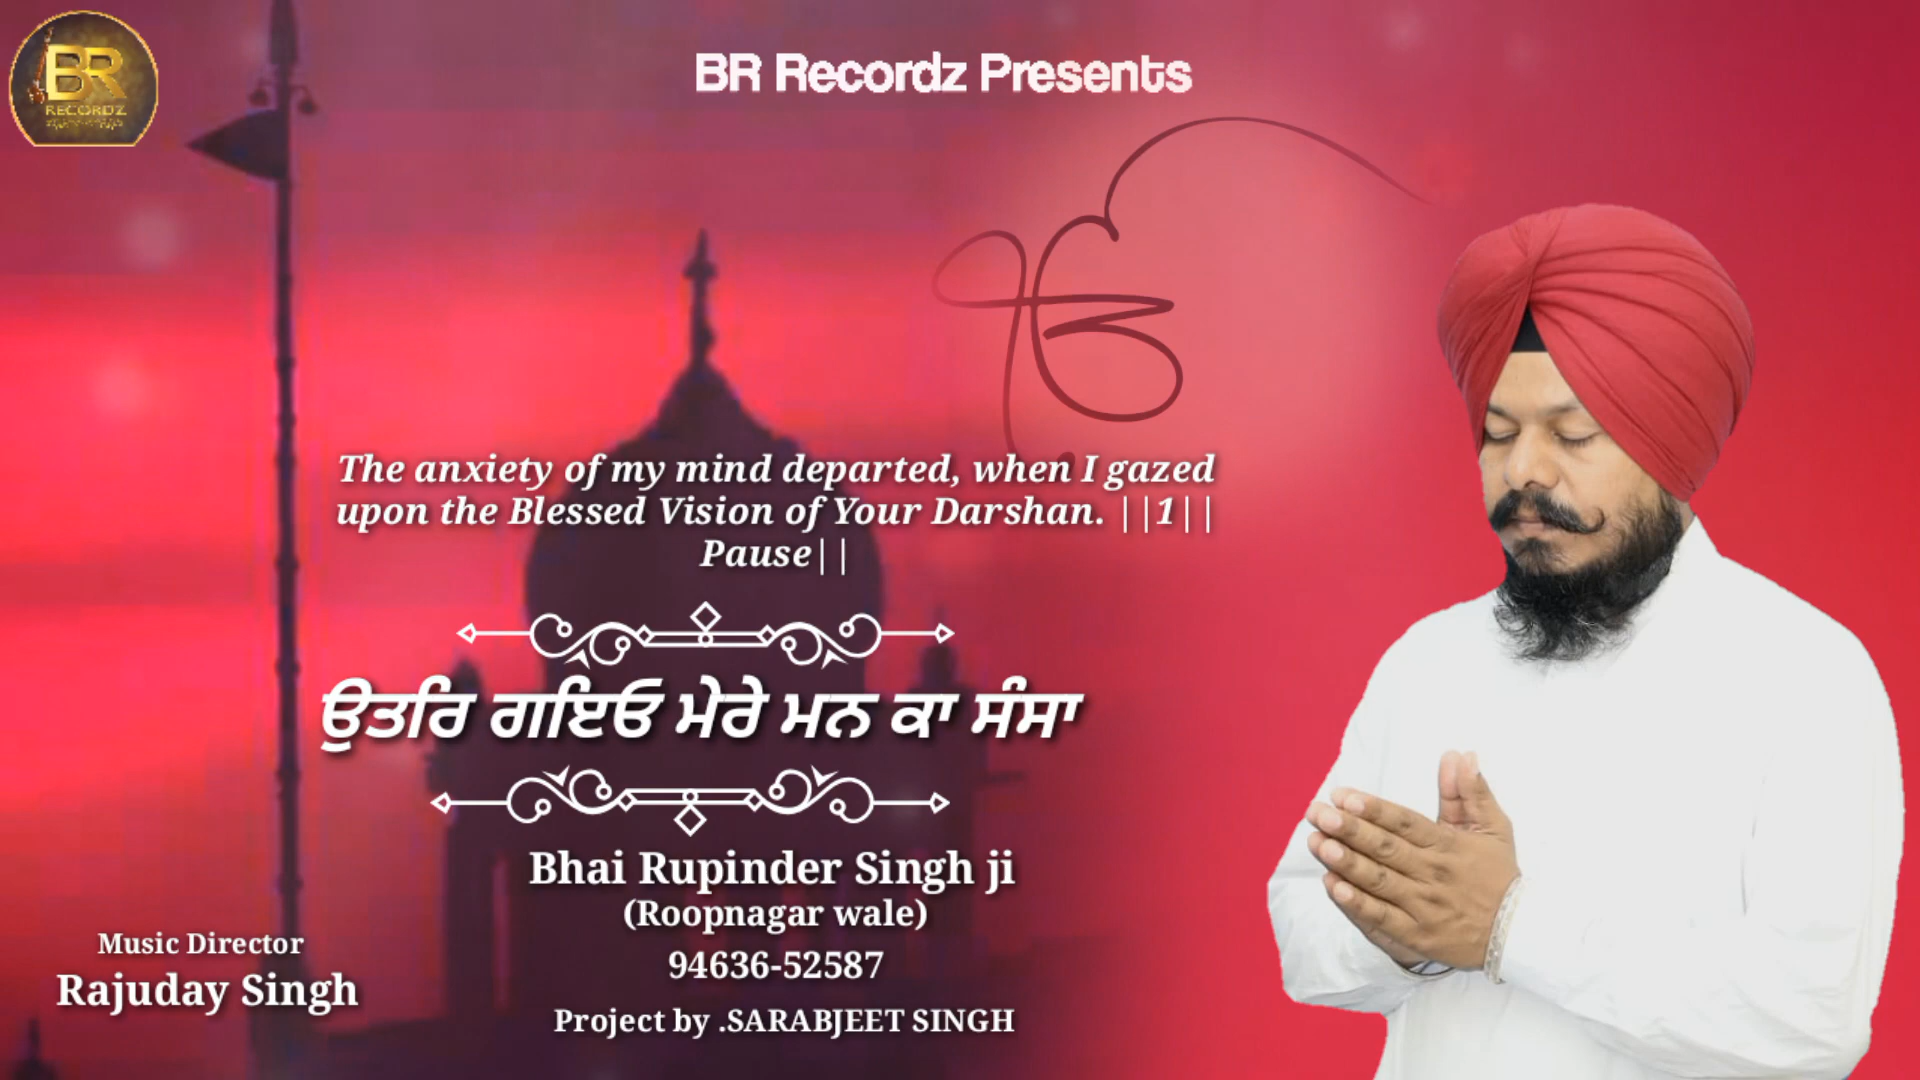 BR
RECORDZ
BR Recordz Presents
ੴ
The anxiety of my mind departed, when I gazed
upon the Blessed Vision of Your Darshan. ||1||
Pause||
ਉਤਰਿ ਗਇਓ ਮੇਰੇ ਮਨ ਕਾ ਸੰਸਾ
Bhai Rupinder Singh ji
(Roopnagar wale)
94636-52587
Project by .SARABJEET SINGH
Music Director
Rajuday Singh